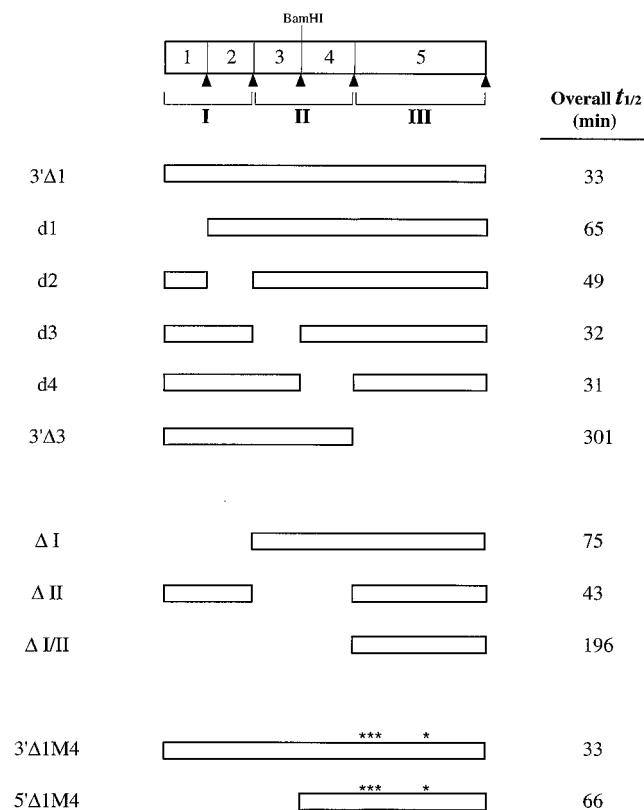 BamHI
1 2 3 4 5
I II III
Overall t1/2
(min)
3'Δ1 33
d1 65
d2 49
d3 32
d4 31
3'Δ3 301
Δ I 75
Δ II 43
Δ I/II 196
*** *
3'Δ1M4 33
*** *
5'Δ1M4 66